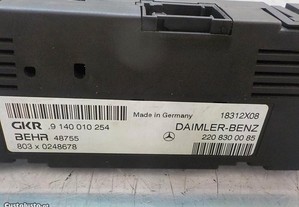 Made in Germany 18312X08
GKR .9 140 010 254 DAIMLER-BENZ
BEHR 48755 220 830 00 85
803 x 0248678